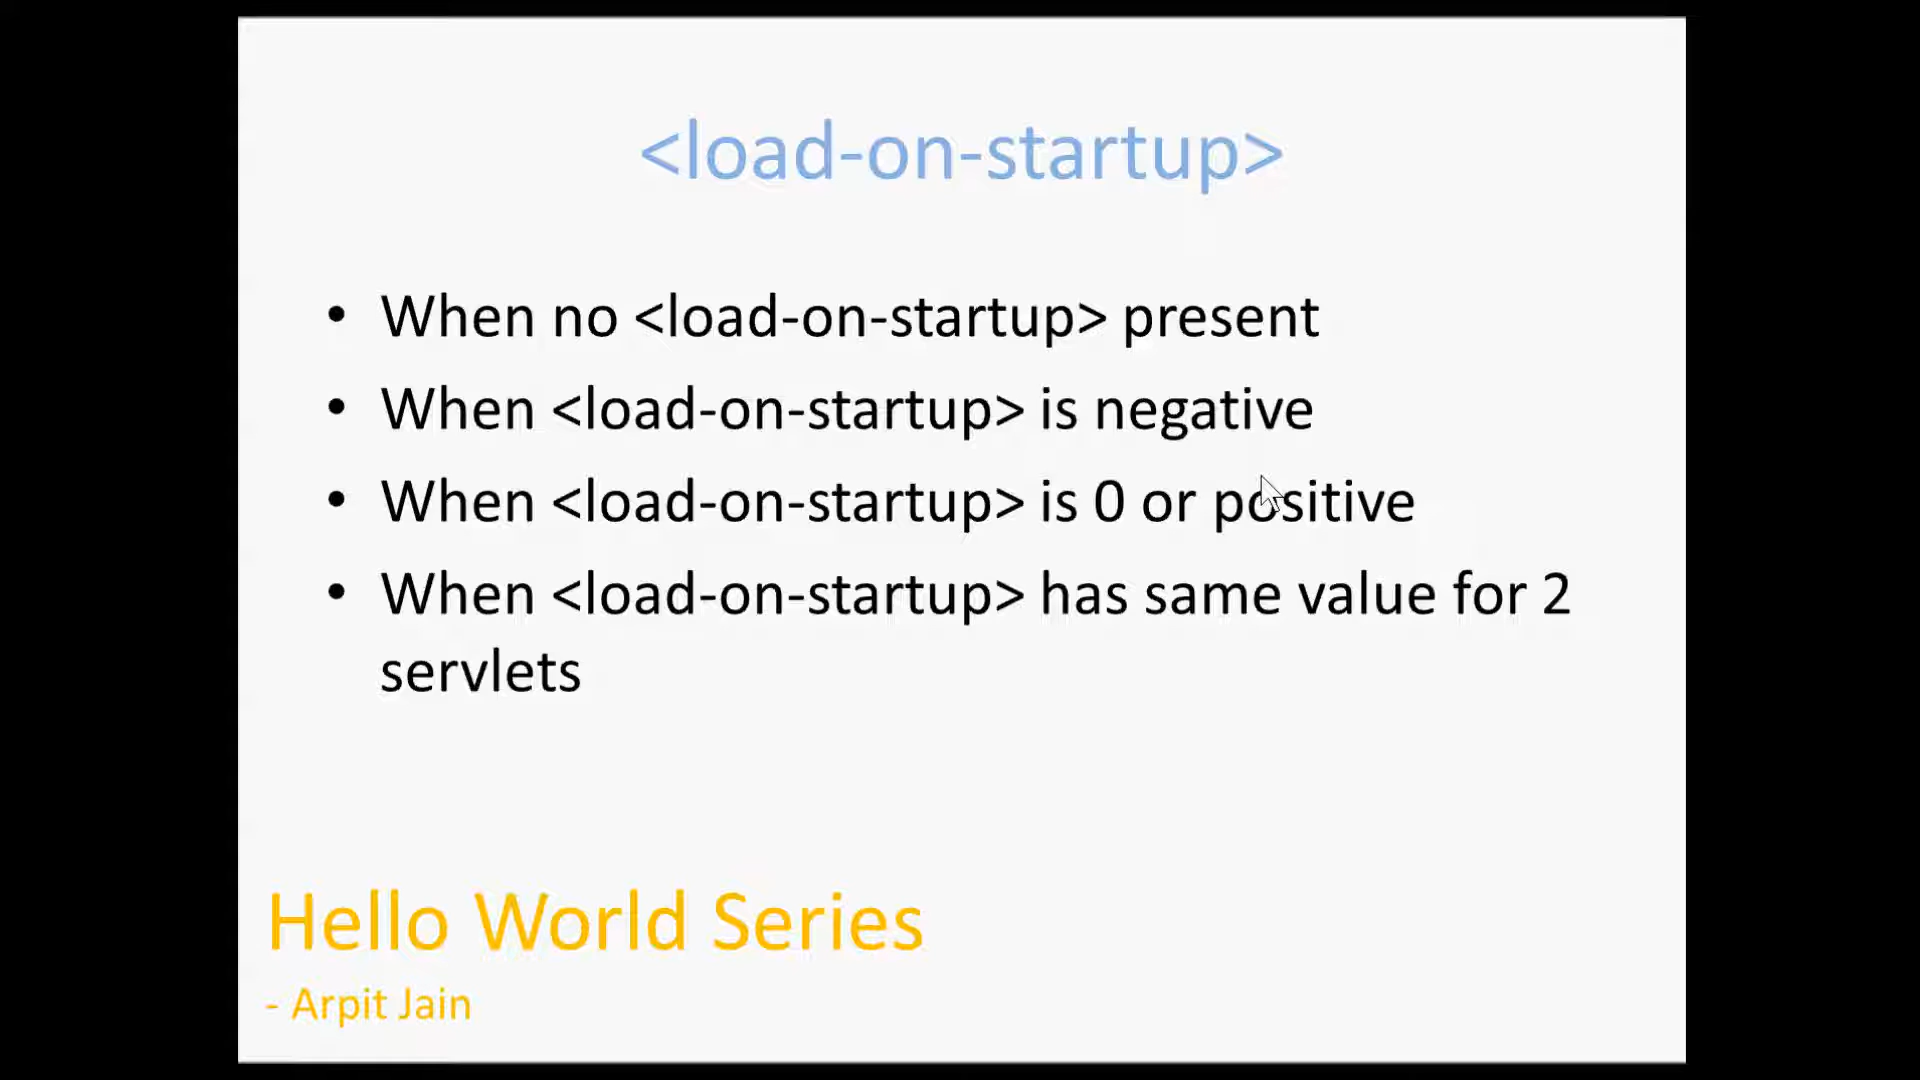 <load-on-startup>
• When no <load-on-startup> present
• When <load-on-startup> is negative
• When <load-on-startup> is 0 or positive
• When <load-on-startup> has same value for 2
servlets
Hello World Series
- Arpit Jain